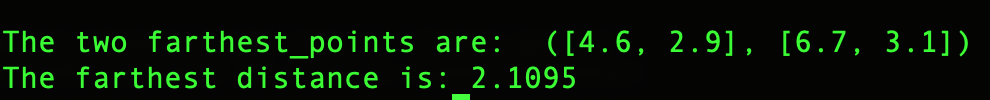 The two farthest_points are:  ([4.6, 2.9], [6.7, 3.1])
The farthest distance is: 2.1095